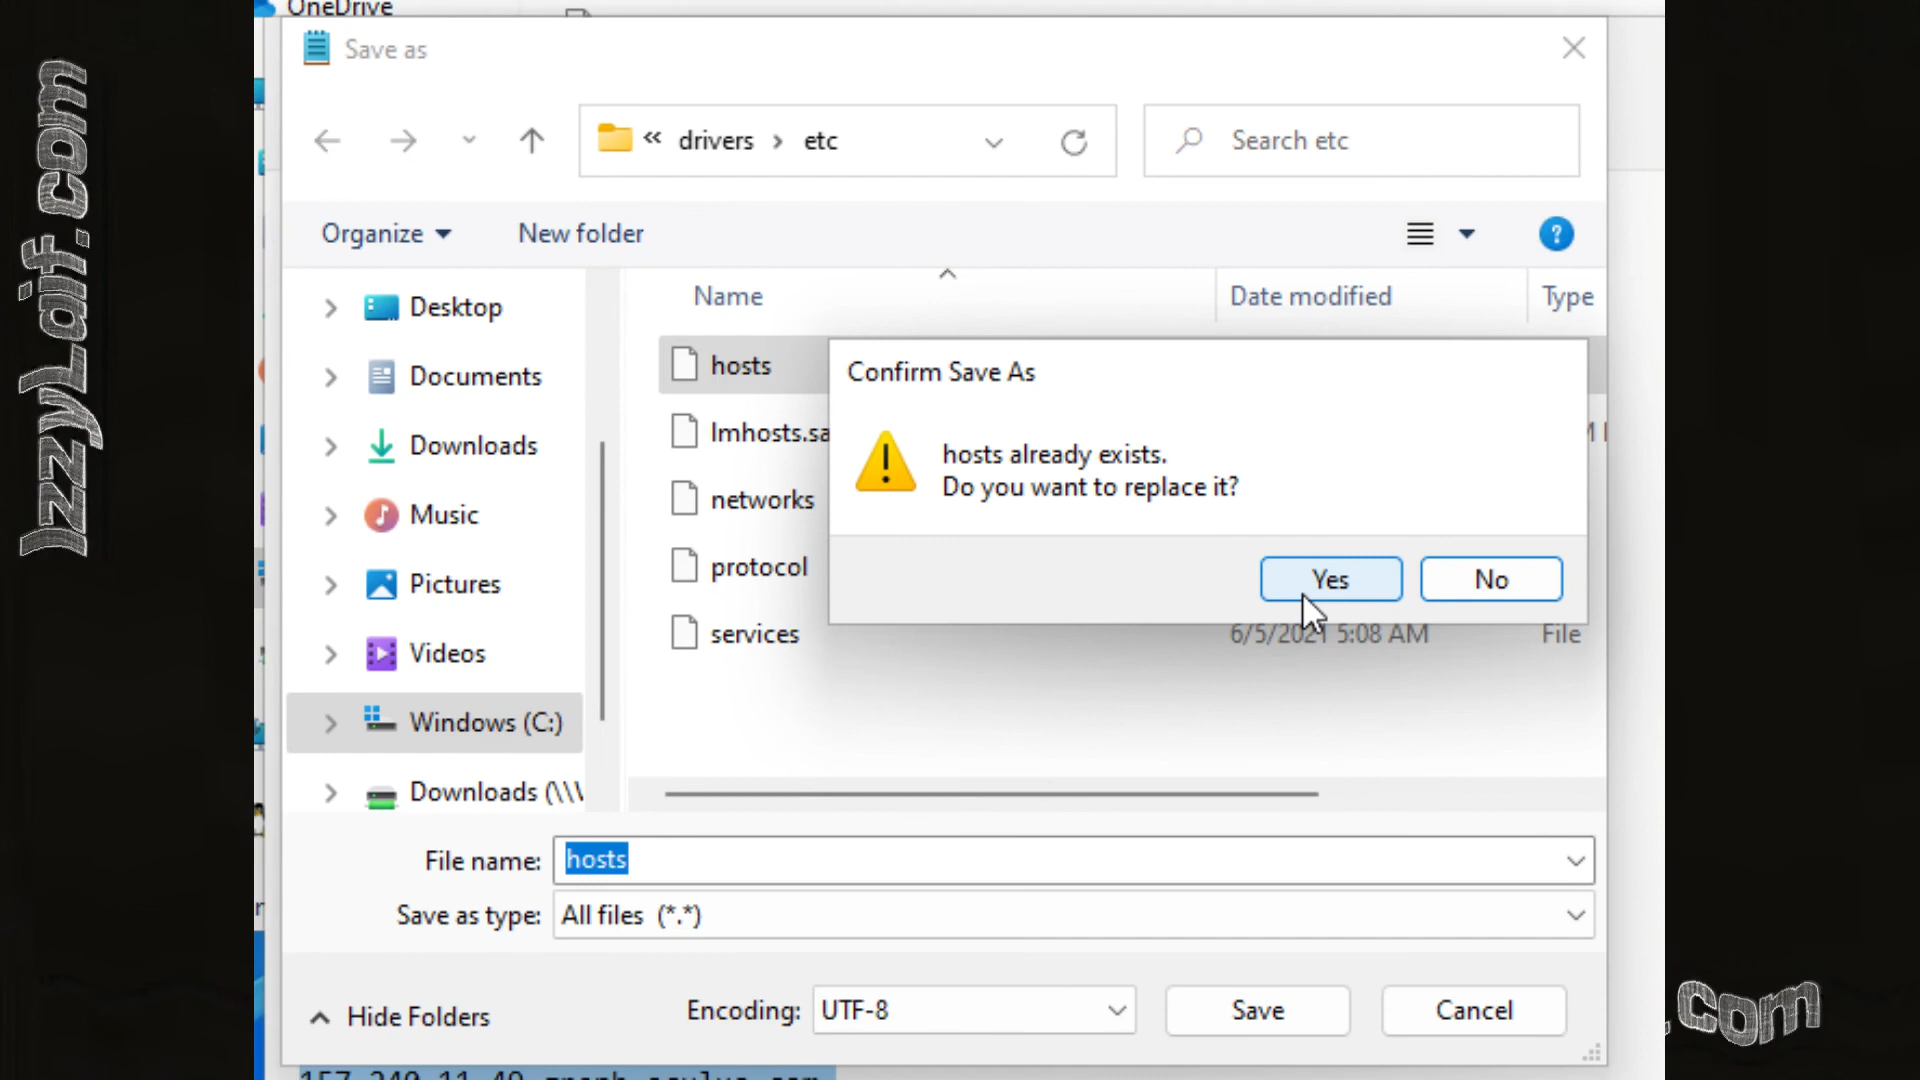 OneDrive
Save as
drivers
etc
Search etc
Organize
New folder
Name
Date modified
Type
Desktop
Documents
Downloads
Music
Pictures
Videos
Windows (C:)
Downloads (\\\
hosts
lmhosts.sa
networks
protocol
services
6/5/2021 5:08 AM
File
Confirm Save As
hosts already exists.
Do you want to replace it?
Yes
No
File name:
hosts
Save as type:
All files (*.*)
Hide Folders
Encoding:
UTF-8
Save
Cancel
IzzyLaif.com
.com